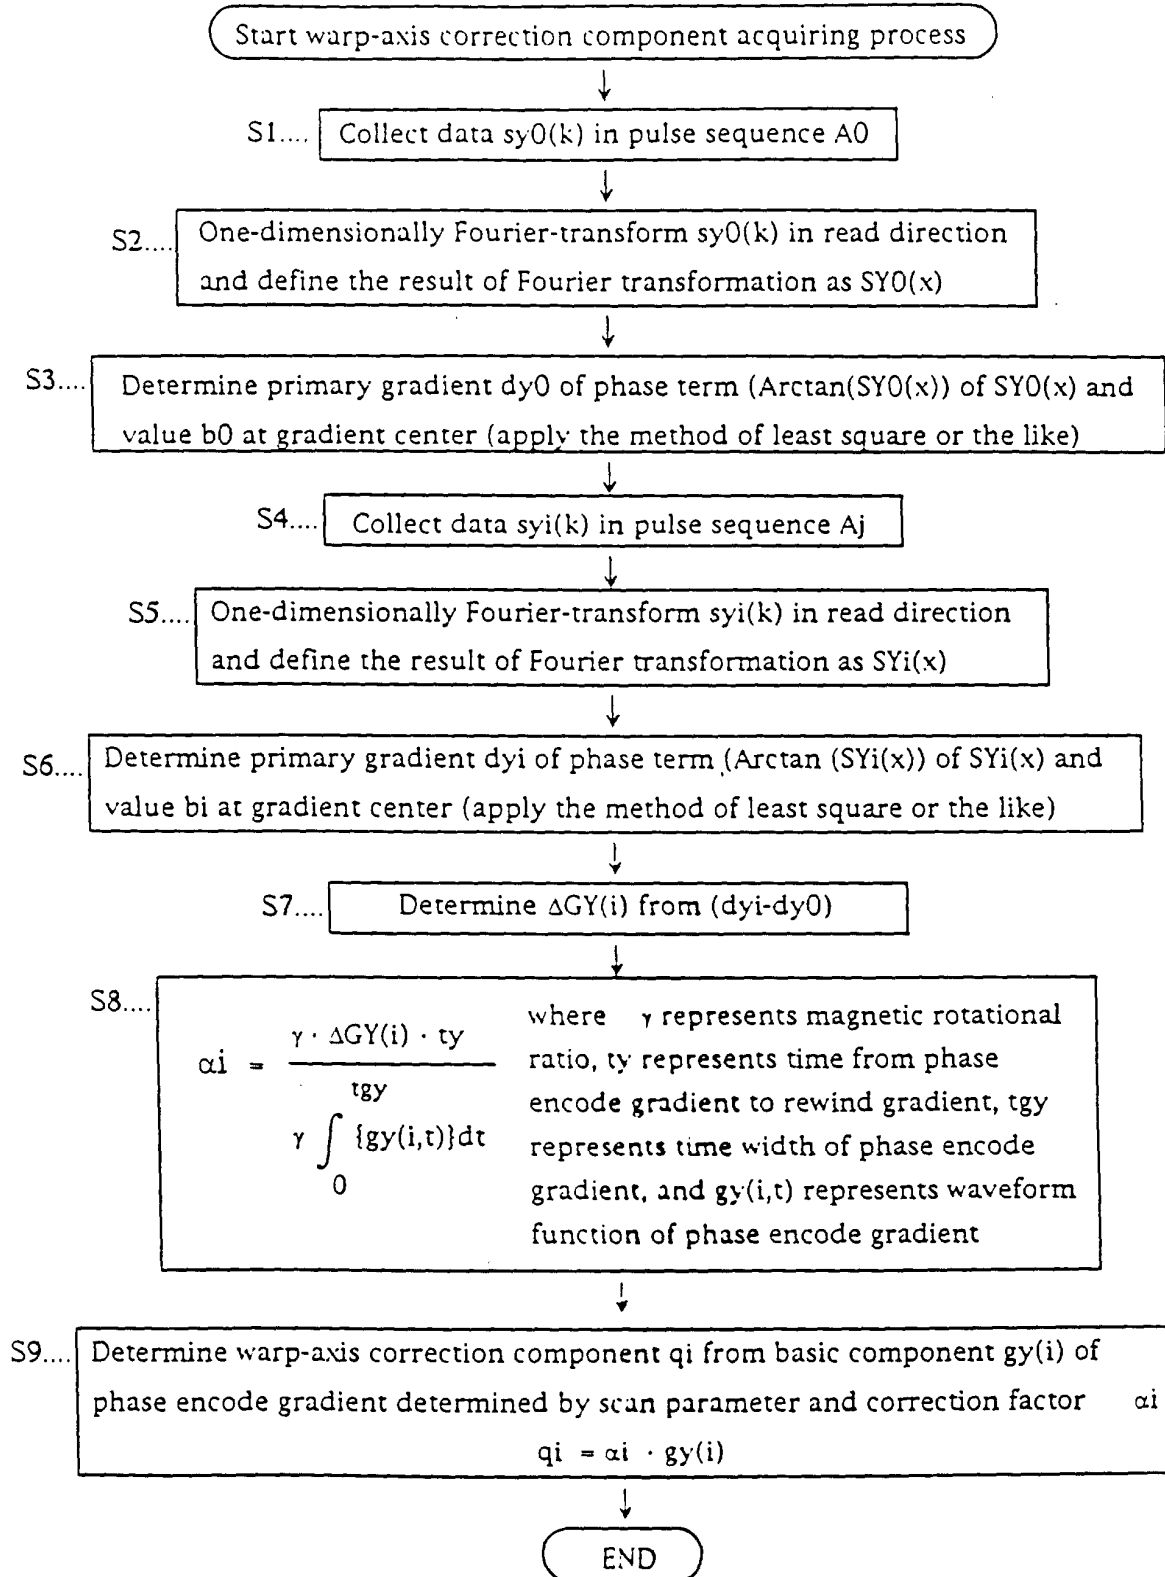 Start warp-axis correction component acquiring process
S1.... Collect data sy0(k) in pulse sequence A0
S2.... One-dimensionally Fourier-transform sy0(k) in read direction
and define the result of Fourier transformation as SY0(x)
S3.... Determine primary gradient dy0 of phase term (Arctan(SY0(x)) of SY0(x) and
value b0 at gradient center (apply the method of least square or the like)
S4.... Collect data syi(k) in pulse sequence Aj
S5.... One-dimensionally Fourier-transform syi(k) in read direction
and define the result of Fourier transformation as SYi(x)
S6.... Determine primary gradient dyi of phase term (Arctan (SYi(x)) of SYi(x) and
value bi at gradient center (apply the method of least square or the like)
S7.... Determine ΔGY(i) from (dyi-dy0)
S8....
αi =
γ · ΔGY(i) · ty
tgy
γ ∫ {gy(i,t)}dt
0
where γ represents magnetic rotational
ratio, ty represents time from phase
encode gradient to rewind gradient, tgy
represents time width of phase encode
gradient, and gy(i,t) represents waveform
function of phase encode gradient
S9.... Determine warp-axis correction component qi from basic component gy(i) of
phase encode gradient determined by scan parameter and correction factor αi
qi = αi · gy(i)
END